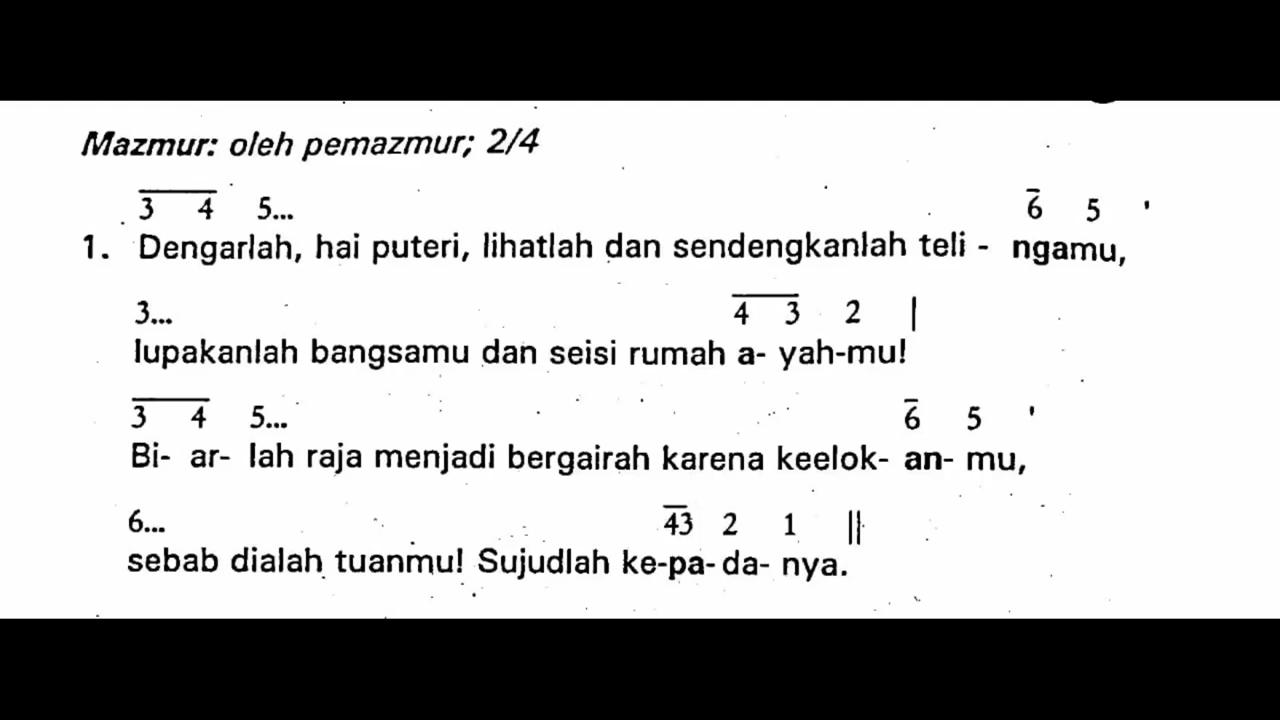 Mazmur: oleh pemazmur; 2/4
3 4 5... 6 5 '
1. Dengarlah, hai puteri, lihatlah dan sendengkanlah teli - ngamu,
3... 4 3 2 |
lupakanlah bangsamu dan seisi rumah a- yah-mu!
3 4 5... 6 5 '
Bi- ar- lah raja menjadi bergairah karena keelok- an- mu,
6... 43 2 1 ||
sebab dialah tuanmu! Sujudlah ke-pa- da- nya.